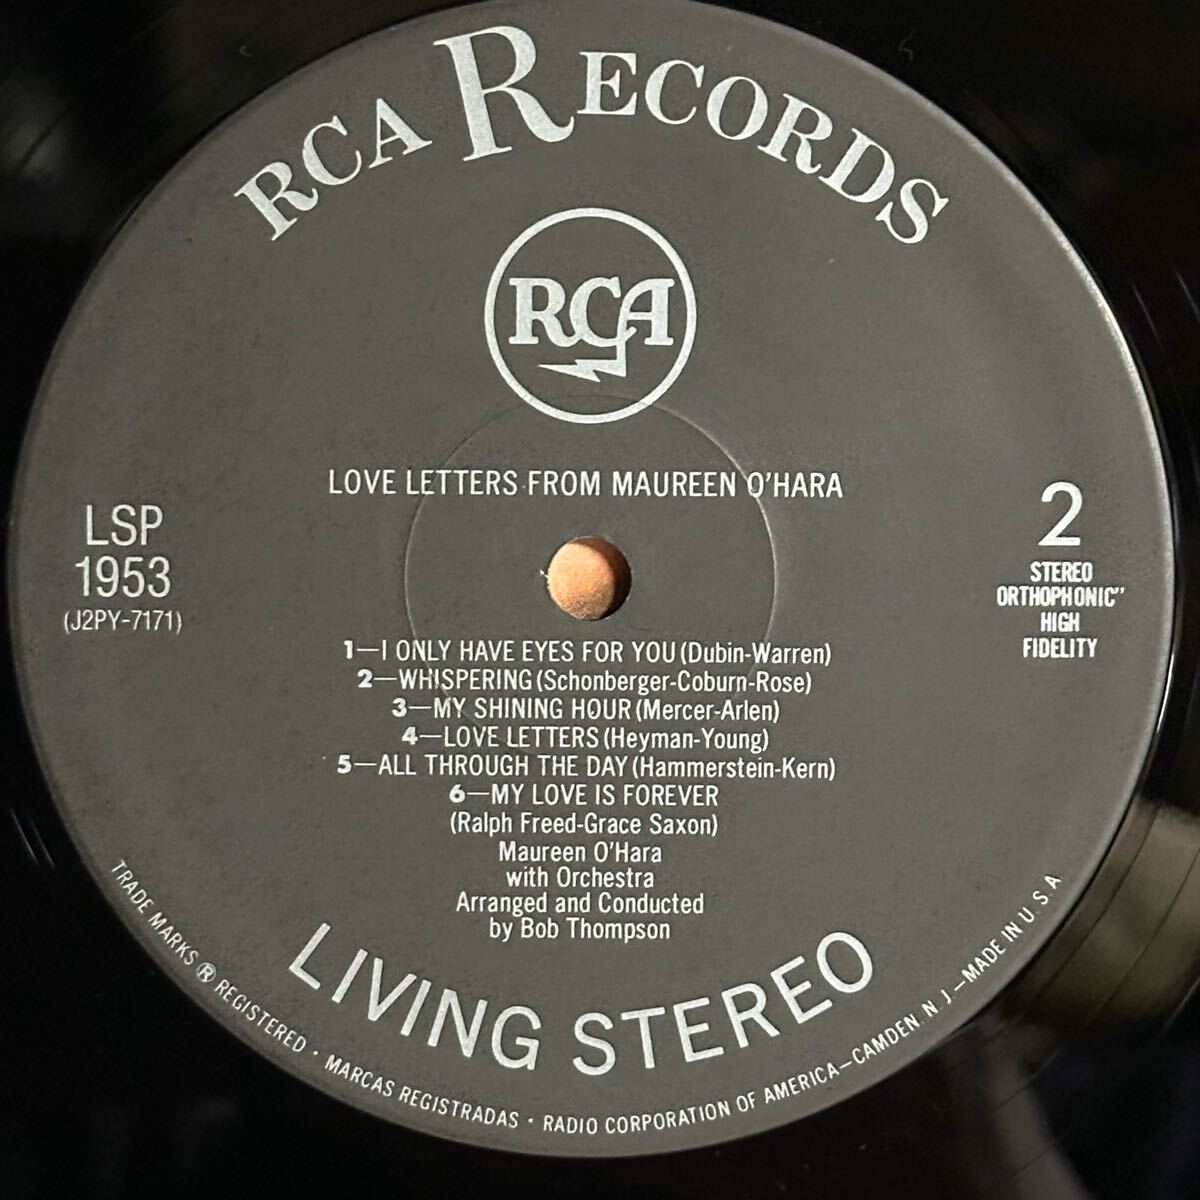 RCA RECORDS
RCA
LOVE LETTERS FROM MAUREEN O'HARA
LSP
1953
(J2PY-7171)
2
STEREO
ORTHOPHONIC"
HIGH
FIDELITY
1—I ONLY HAVE EYES FOR YOU (Dubin-Warren)
2—WHISPERING (Schonberger-Coburn-Rose)
3—MY SHINING HOUR (Mercer-Arlen)
4—LOVE LETTERS (Heyman-Young)
5—ALL THROUGH THE DAY (Hammerstein-Kern)
6—MY LOVE IS FOREVER
(Ralph Freed-Grace Saxon)
Maureen O'Hara
with Orchestra
Arranged and Conducted
by Bob Thompson
LIVING STEREO
TRADE MARKS ® REGISTERED · MARCAS REGISTRADAS · RADIO CORPORATION OF AMERICA—CAMDEN. N. J.—MADE IN U. S. A